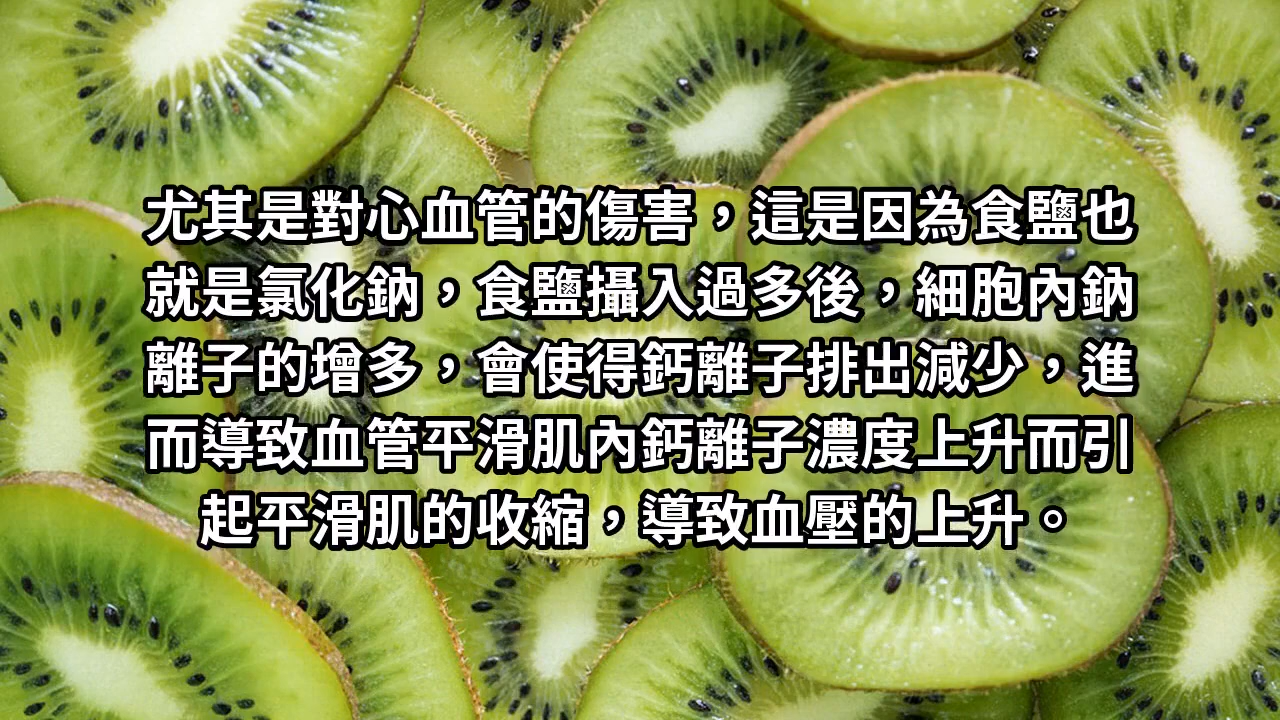 尤其是對心血管的傷害，這是因為食鹽也
就是氯化鈉，食鹽攝入過多後，細胞內鈉
離子的增多，會使得鈣離子排出減少，進
而導致血管平滑肌內鈣離子濃度上升而引
起平滑肌的收縮，導致血壓的上升。